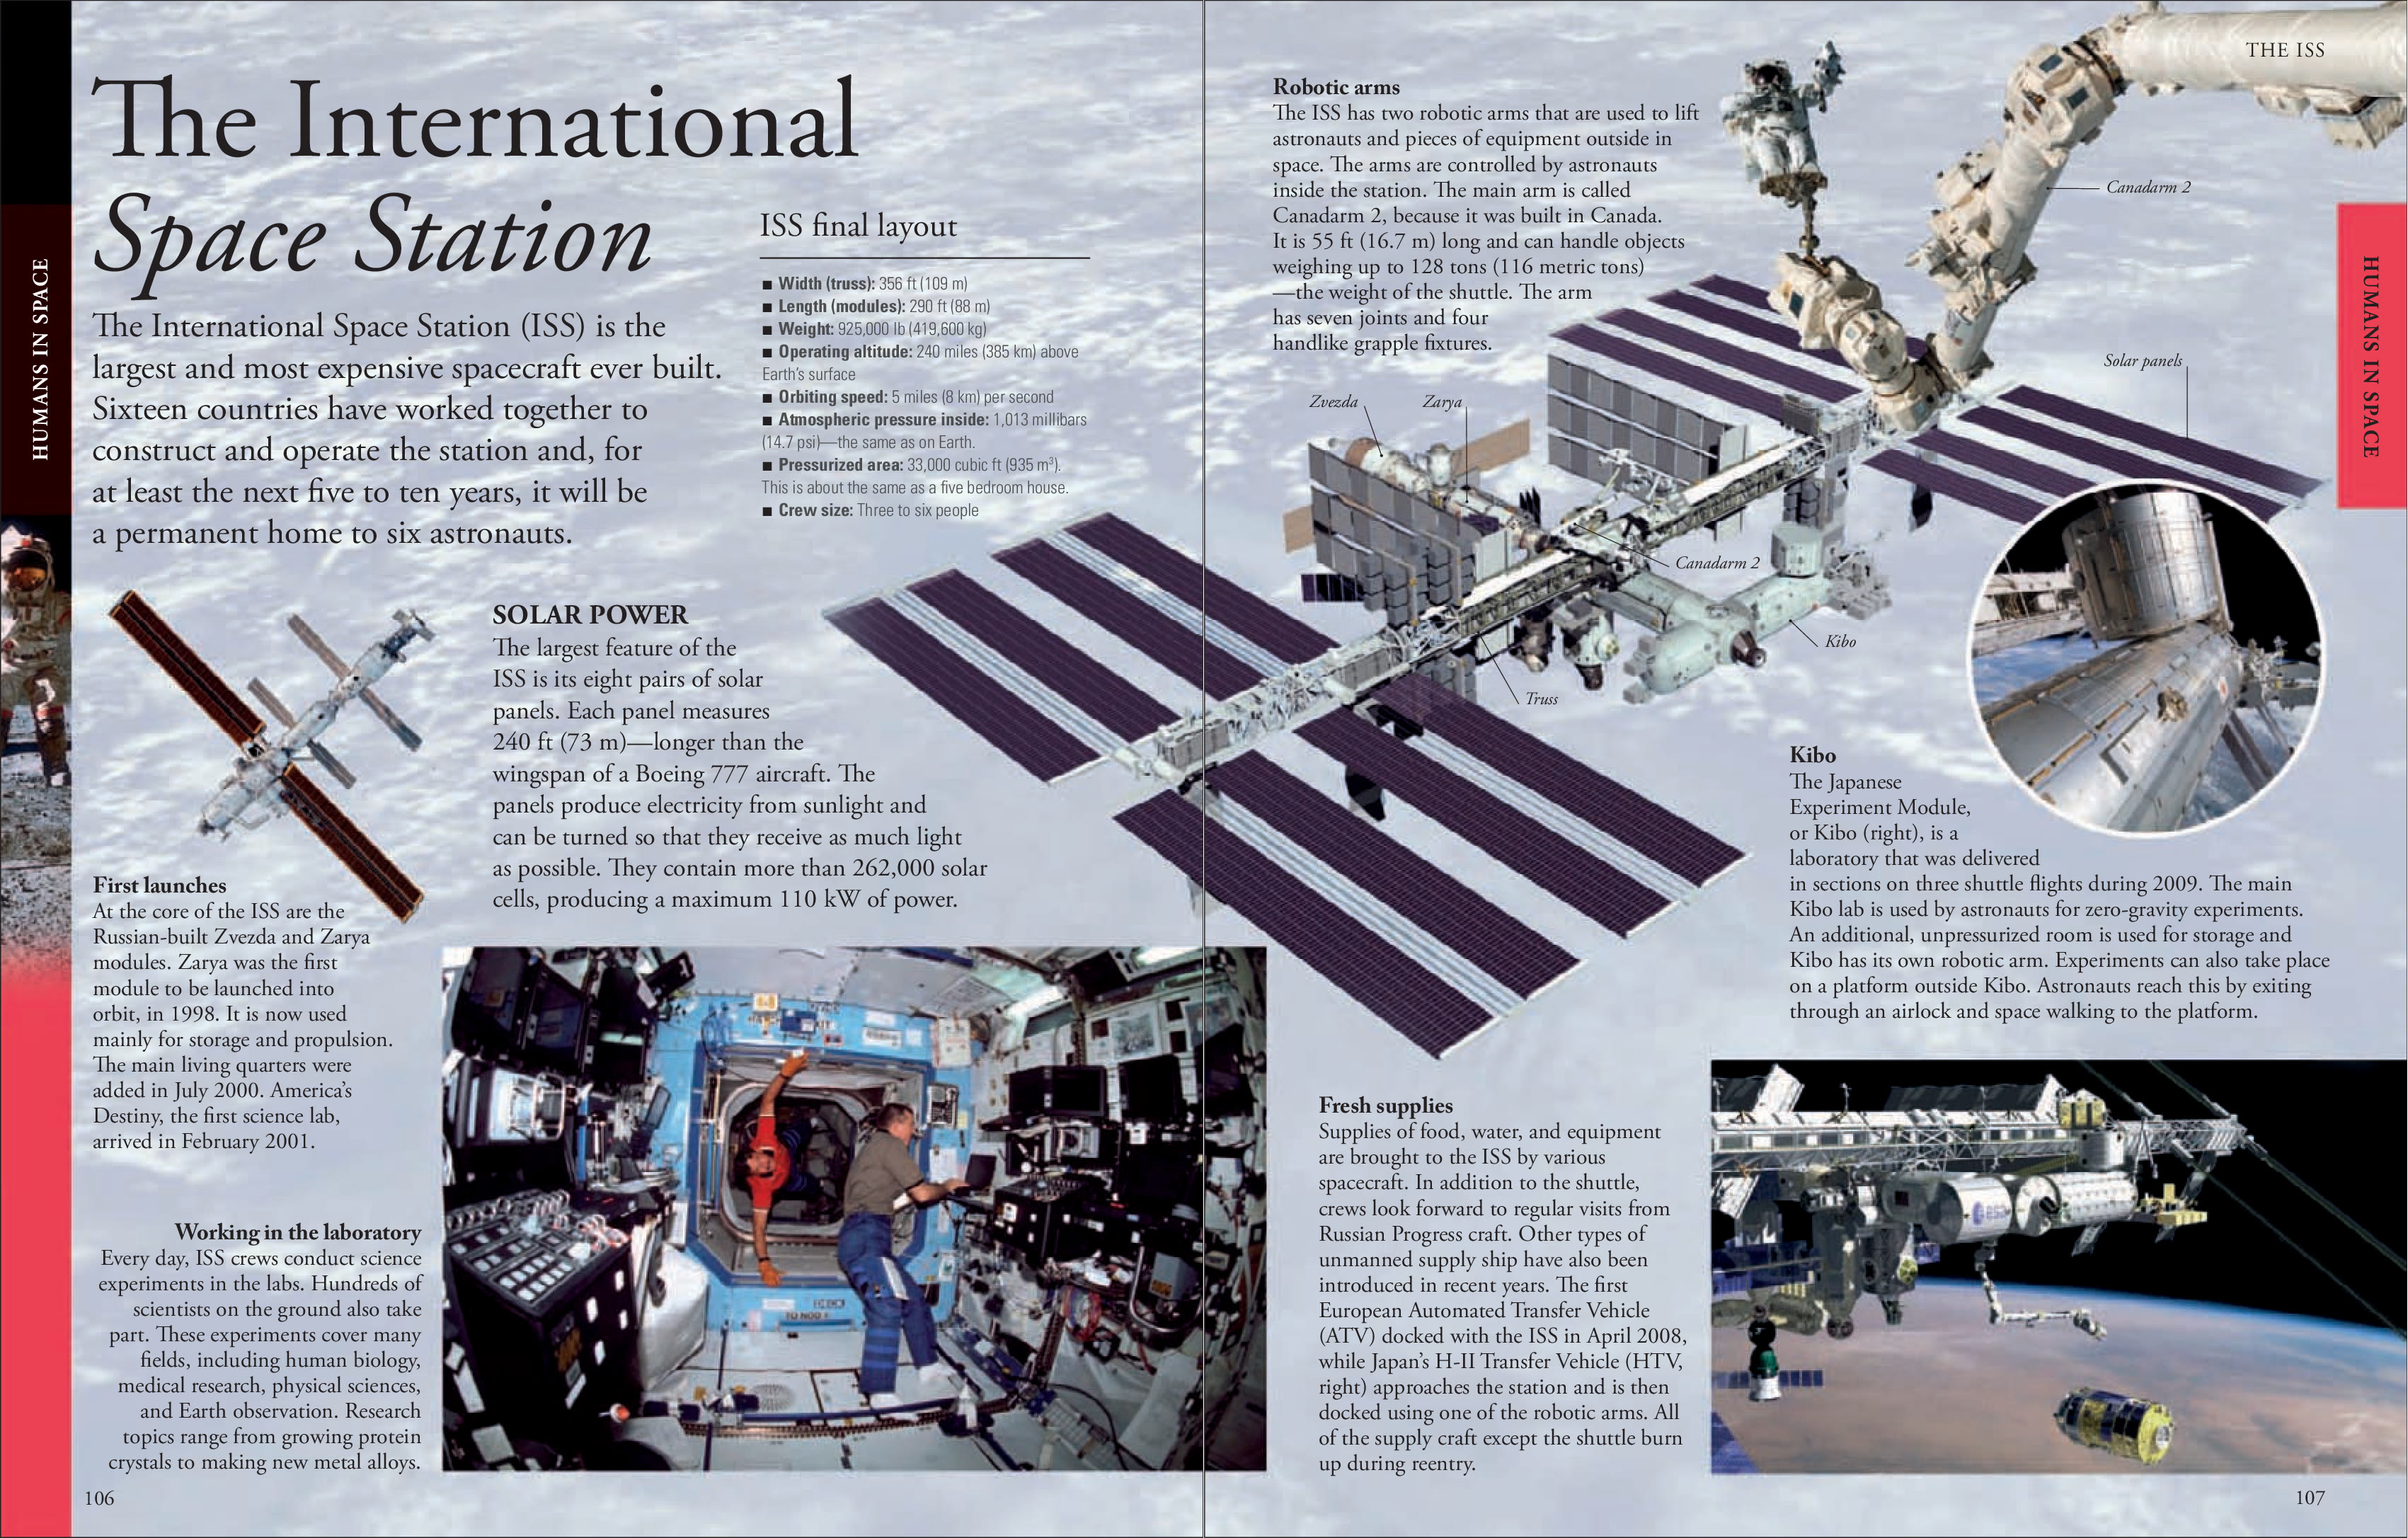 The International
Space Station
The International Space Station (ISS) is the
largest and most expensive spacecraft ever built.
Sixteen countries have worked together to
construct and operate the station and, for
at least the next five to ten years, it will be
a permanent home to six astronauts.
ISS final layout
■ Width (truss): 356 ft (109 m)
■ Length (modules): 290 ft (88 m)
■ Weight: 925,000 lb (419,600 kg)
■ Operating altitude: 240 miles (385 km) above
Earth's surface
■ Orbiting speed: 5 miles (8 km) per second
■ Atmospheric pressure inside: 1,013 millibars
(14.7 psi)—the same as on Earth.
■ Pressurized area: 33,000 cubic ft (935 m³).
This is about the same as a five bedroom house.
■ Crew size: Three to six people
HUMANS IN SPACE
SOLAR POWER
The largest feature of the
ISS is its eight pairs of solar
panels. Each panel measures
240 ft (73 m)—longer than the
wingspan of a Boeing 777 aircraft. The
panels produce electricity from sunlight and
can be turned so that they receive as much light
as possible. They contain more than 262,000 solar
cells, producing a maximum 110 kW of power.
First launches
At the core of the ISS are the
Russian-built Zvezda and Zarya
modules. Zarya was the first
module to be launched into
orbit, in 1998. It is now used
mainly for storage and propulsion.
The main living quarters were
added in July 2000. America's
Destiny, the first science lab,
arrived in February 2001.
Working in the laboratory
Every day, ISS crews conduct science
experiments in the labs. Hundreds of
scientists on the ground also take
part. These experiments cover many
fields, including human biology,
medical research, physical sciences,
and Earth observation. Research
topics range from growing protein
crystals to making new metal alloys.
106
THE ISS
Robotic arms
The ISS has two robotic arms that are used to lift
astronauts and pieces of equipment outside in
space. The arms are controlled by astronauts
inside the station. The main arm is called
Canadarm 2, because it was built in Canada.
It is 55 ft (16.7 m) long and can handle objects
weighing up to 128 tons (116 metric tons)
—the weight of the shuttle. The arm
has seven joints and four
handlike grapple fixtures.
Canadarm 2
Solar panels
Zvezda
Zarya
Canadarm 2
Kibo
Truss
HUMANS IN SPACE
Kibo
The Japanese
Experiment Module,
or Kibo (right), is a
laboratory that was delivered
in sections on three shuttle flights during 2009. The main
Kibo lab is used by astronauts for zero-gravity experiments.
An additional, unpressurized room is used for storage and
Kibo has its own robotic arm. Experiments can also take place
on a platform outside Kibo. Astronauts reach this by exiting
through an airlock and space walking to the platform.
Fresh supplies
Supplies of food, water, and equipment
are brought to the ISS by various
spacecraft. In addition to the shuttle,
crews look forward to regular visits from
Russian Progress craft. Other types of
unmanned supply ship have also been
introduced in recent years. The first
European Automated Transfer Vehicle
(ATV) docked with the ISS in April 2008,
while Japan's H-II Transfer Vehicle (HTV,
right) approaches the station and is then
docked using one of the robotic arms. All
of the supply craft except the shuttle burn
up during reentry.
107